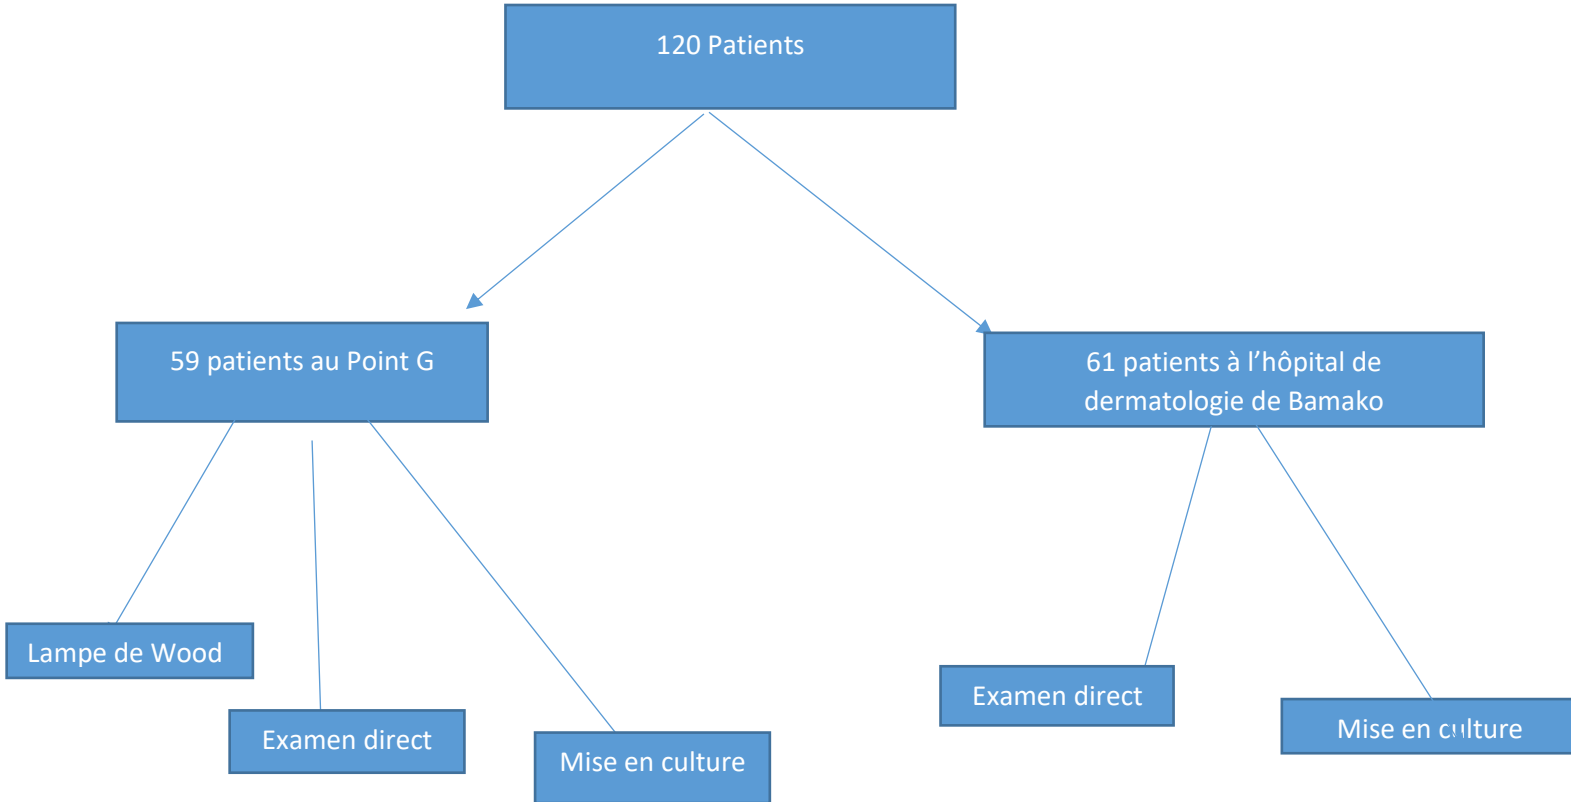 120 Patients
59 patients au Point G
61 patients à l’hôpital de
dermatologie de Bamako
Lampe de Wood
Examen direct
Mise en culture
Examen direct
Mise en culture